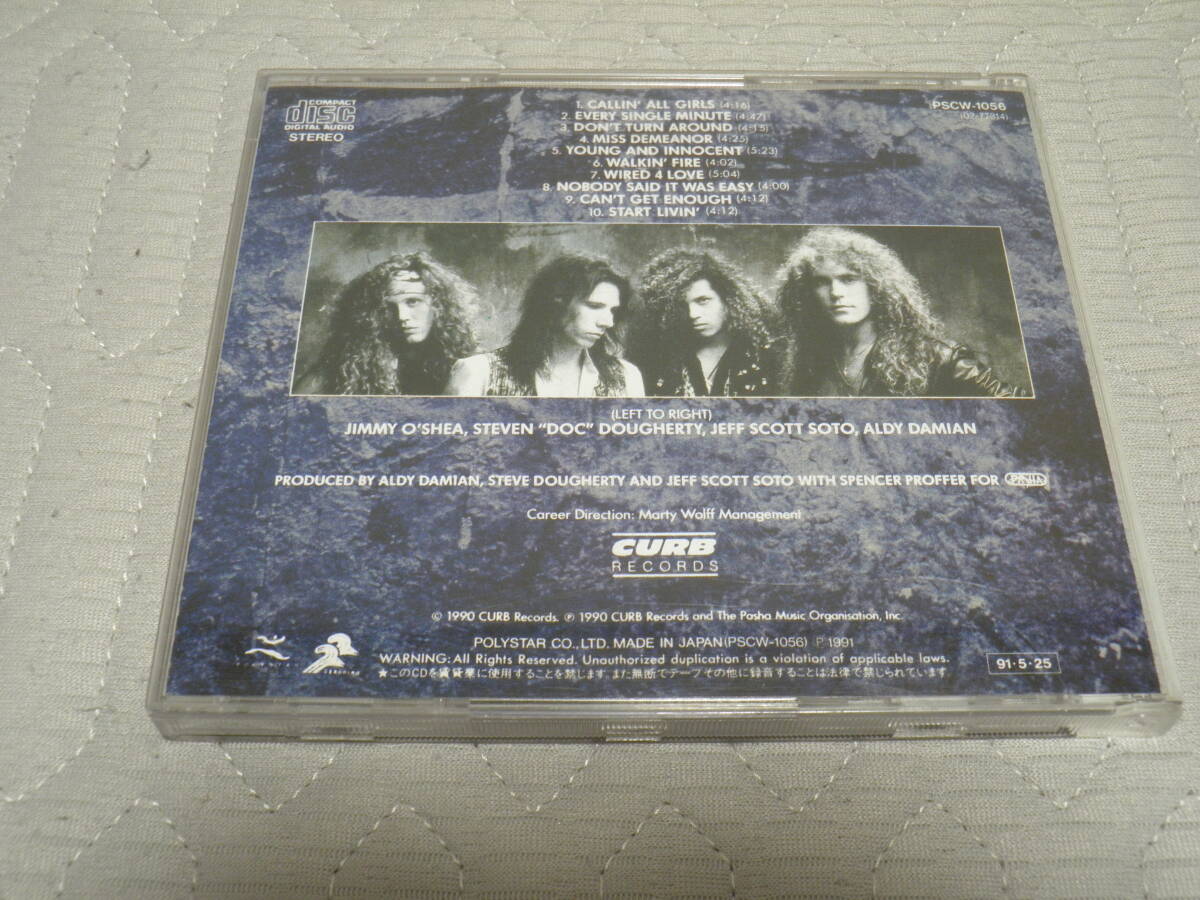 COMPACT
disc
DIGITAL AUDIO
STEREO
PSCW-1056
1. CALLIN' ALL GIRLS (4:16)
2. EVERY SINGLE MINUTE (4:47)
3. DON'T TURN AROUND (4:15)
4. MISS DEMEANOR (4:25)
5. YOUNG AND INNOCENT (5:23)
6. WALKIN' FIRE (4:02)
7. WIRED 4 LOVE (5:04)
8. NOBODY SAID IT WAS EASY (4:00)
9. CAN'T GET ENOUGH (4:12)
10. START LIVIN' (4:12)
(LEFT TO RIGHT)
JIMMY O'SHEA, STEVEN "DOC" DOUGHERTY, JEFF SCOTT SOTO, ALDY DAMIAN
PRODUCED BY ALDY DAMIAN, STEVE DOUGHERTY AND JEFF SCOTT SOTO WITH SPENCER PROFFER FOR
Career Direction: Marty Wolff Management
CURB
RECORDS
© 1990 CURB Records. ℗ 1990 CURB Records and The Pasha Music Organisation, Inc.
POLYSTAR CO., LTD. MADE IN JAPAN (PSCW-1056) ℗ 1991
WARNING: All Rights Reserved. Unauthorized duplication is a violation of applicable laws.
★このCDを賃貸業に使用することを禁じます。また無断でテープその他に録音することは法律で禁じられています。
91・5・25